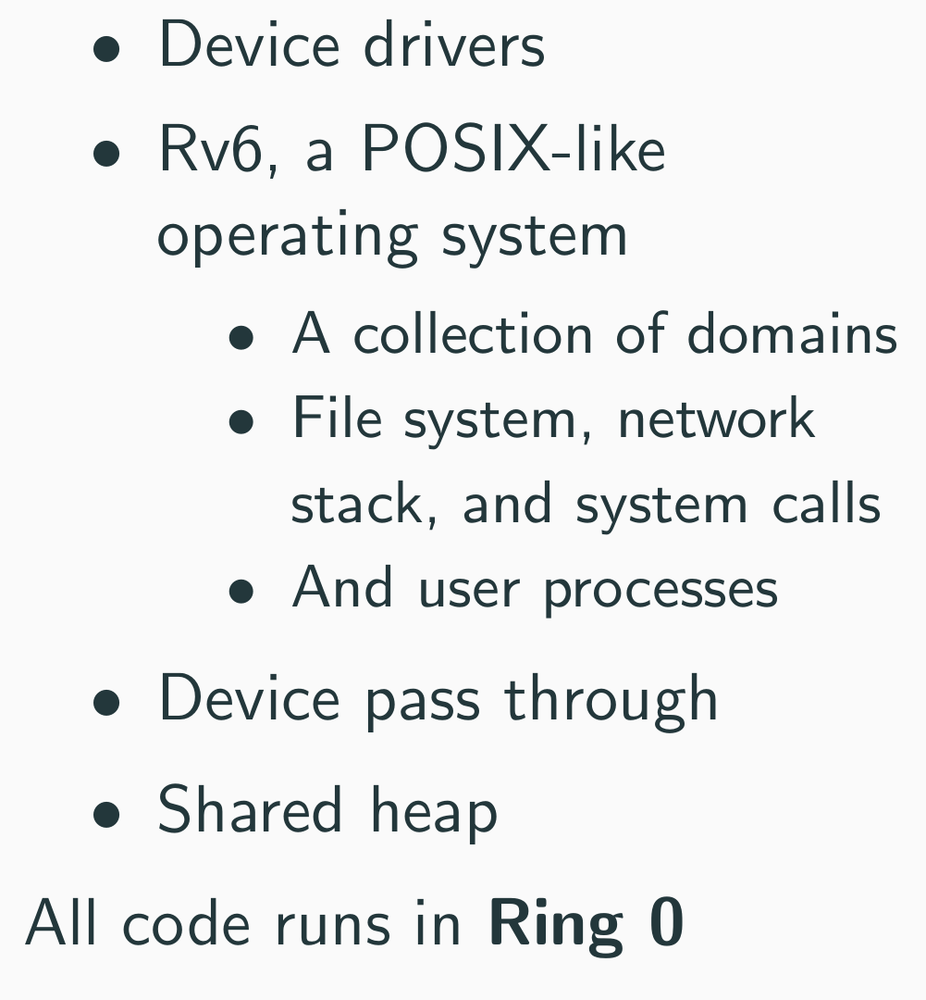 • Device drivers
• Rv6, a POSIX-like
operating system
• A collection of domains
• File system, network
stack, and system calls
• And user processes
• Device pass through
• Shared heap
All code runs in Ring 0